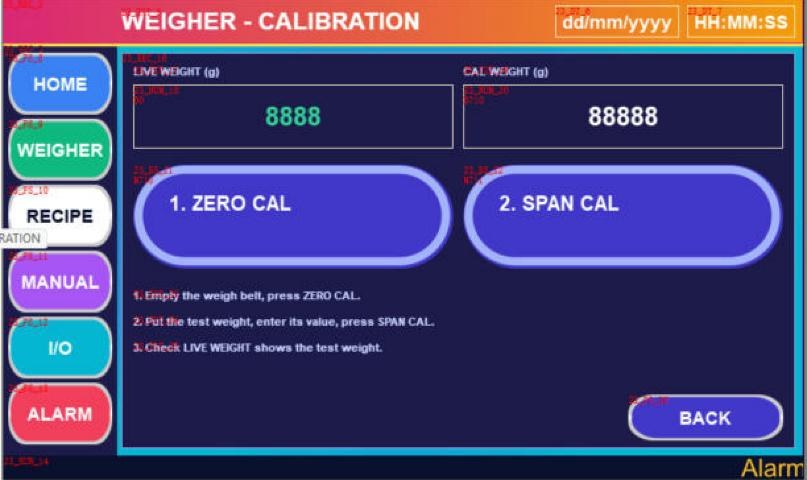 WEIGHER - CALIBRATION
dd/mm/yyyy
HH:MM:SS
HOME
WEIGHER
RECIPE
RATION
MANUAL
I/O
ALARM
LIVE WEIGHT (g)
8888
CAL WEIGHT (g)
88888
1. ZERO CAL
2. SPAN CAL
1. Empty the weigh belt, press ZERO CAL.
2. Put the test weight, enter its value, press SPAN CAL.
3. Check LIVE WEIGHT shows the test weight.
BACK
Alarm